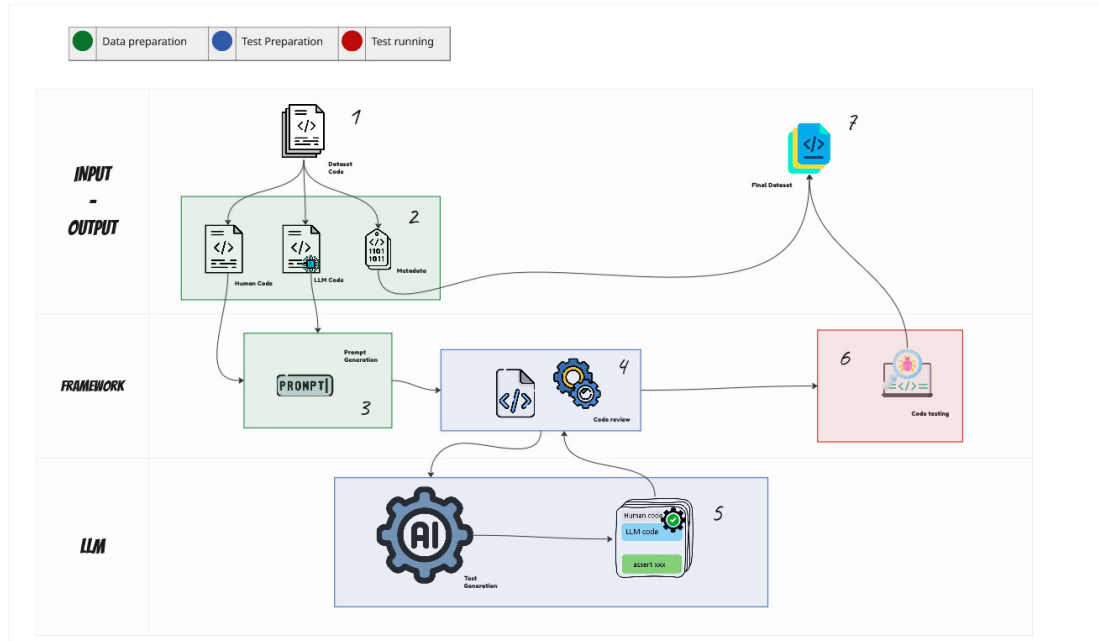 Data preparation
Test Preparation
Test running
1
7
Dataset
Code
INPUT
-
OUTPUT
Final Dataset
2
</>
1101
1011
Metadata
Human Code
LLM Code
Prompt
Generation
FRAMEWORK
PROMPT
3
4
Code review
6
Code testing
LLM
AI
Test
Generation
Human code
LLM code
assert xxx
5